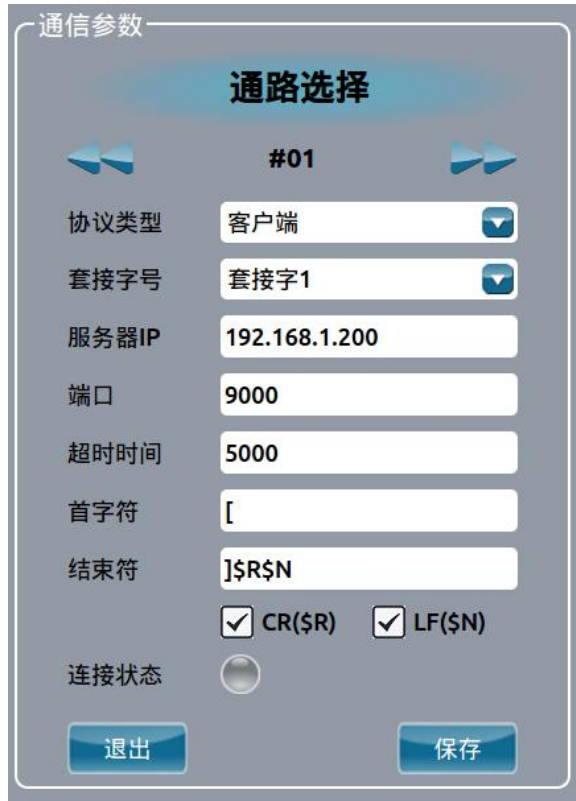 通信参数
通路选择
#01
协议类型 客户端
套接字号 套接字1
服务器IP 192.168.1.200
端口 9000
超时时间 5000
首字符 [
结束符 ]$R$N
CR($R) LF($N)
连接状态
退出 保存